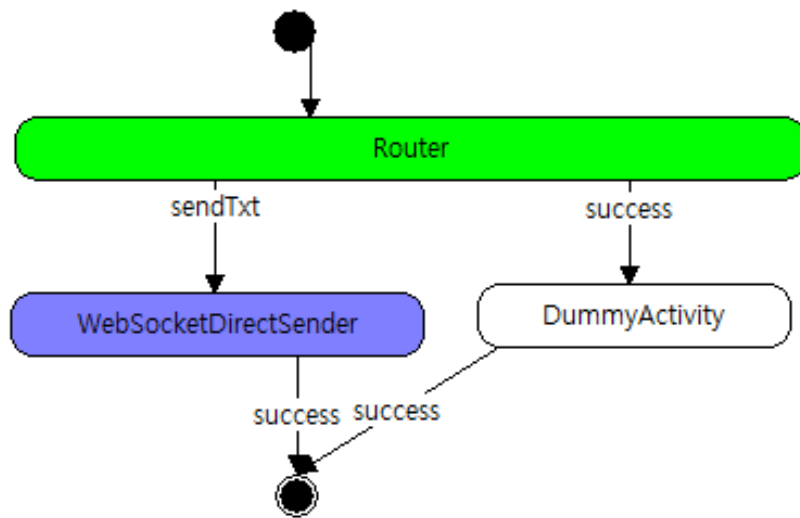 Router
sendTxt
success
WebSocketDirectSender
DummyActivity
success
success